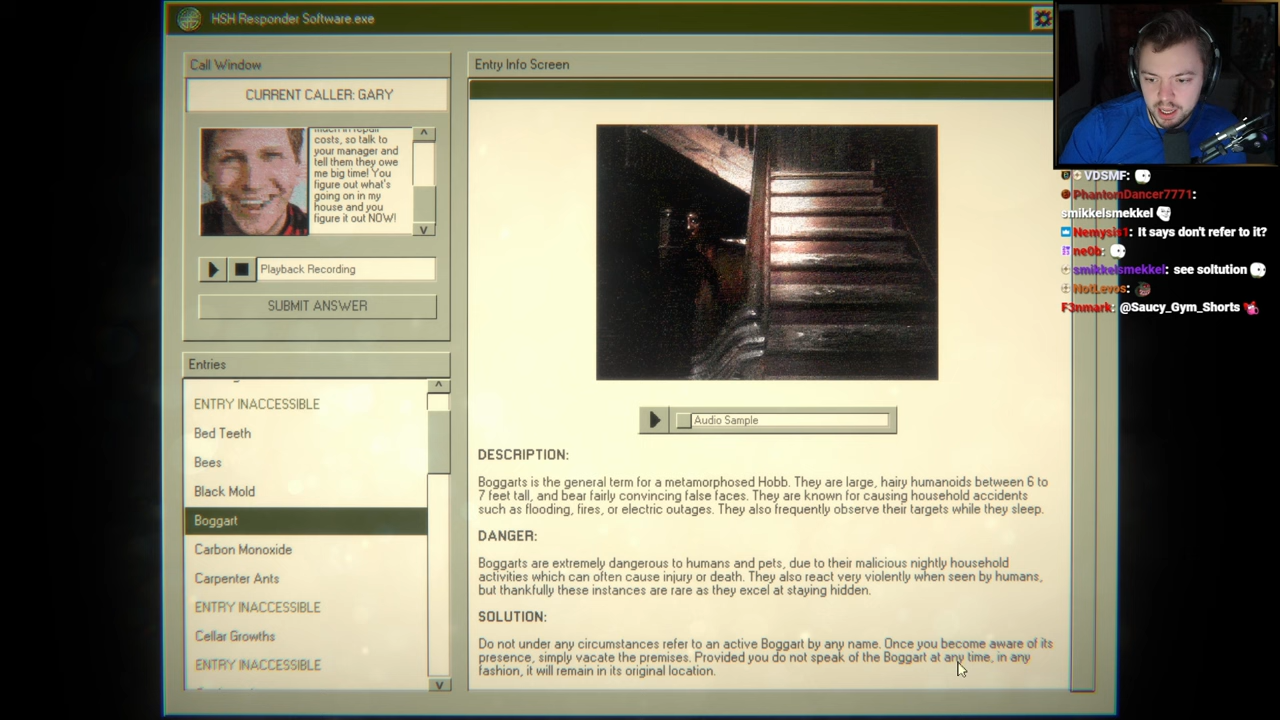 HSH Responder Software.exe
Call Window
CURRENT CALLER: GARY
much in repair
costs, so talk to
your manager and
tell them they owe
me big time! You
figure out what's
going on in my
house and you
figure it out NOW!
Playback Recording
SUBMIT ANSWER
Entries
ENTRY INACCESSIBLE
Bed Teeth
Bees
Black Mold
Boggart
Carbon Monoxide
Carpenter Ants
ENTRY INACCESSIBLE
Cellar Growths
ENTRY INACCESSIBLE
Entry Info Screen
Audio Sample
DESCRIPTION:
Boggarts is the general term for a metamorphosed Hobb. They are large, hairy humanoids between 6 to
7 feet tall, and bear fairly convincing false faces. They are known for causing household accidents
such as flooding, fires, or electric outages. They also frequently observe their targets while they sleep.
DANGER:
Boggarts are extremely dangerous to humans and pets, due to their malicious nightly household
activities which can often cause injury or death. They also react very violently when seen by humans,
but thankfully these instances are rare as they excel at staying hidden.
SOLUTION:
Do not under any circumstances refer to an active Boggart by any name. Once you become aware of its
presence, simply vacate the premises. Provided you do not speak of the Boggart at any time, in any
fashion, it will remain in its original location.
VDSMF:
PhantomDancer7771:
smikkelsmekkel
Nemysis1: It says don't refer to it?
ne0b:
smikkelsmekkel: see soltution
NotLevos:
F3nmark: @Saucy_Gym_Shorts